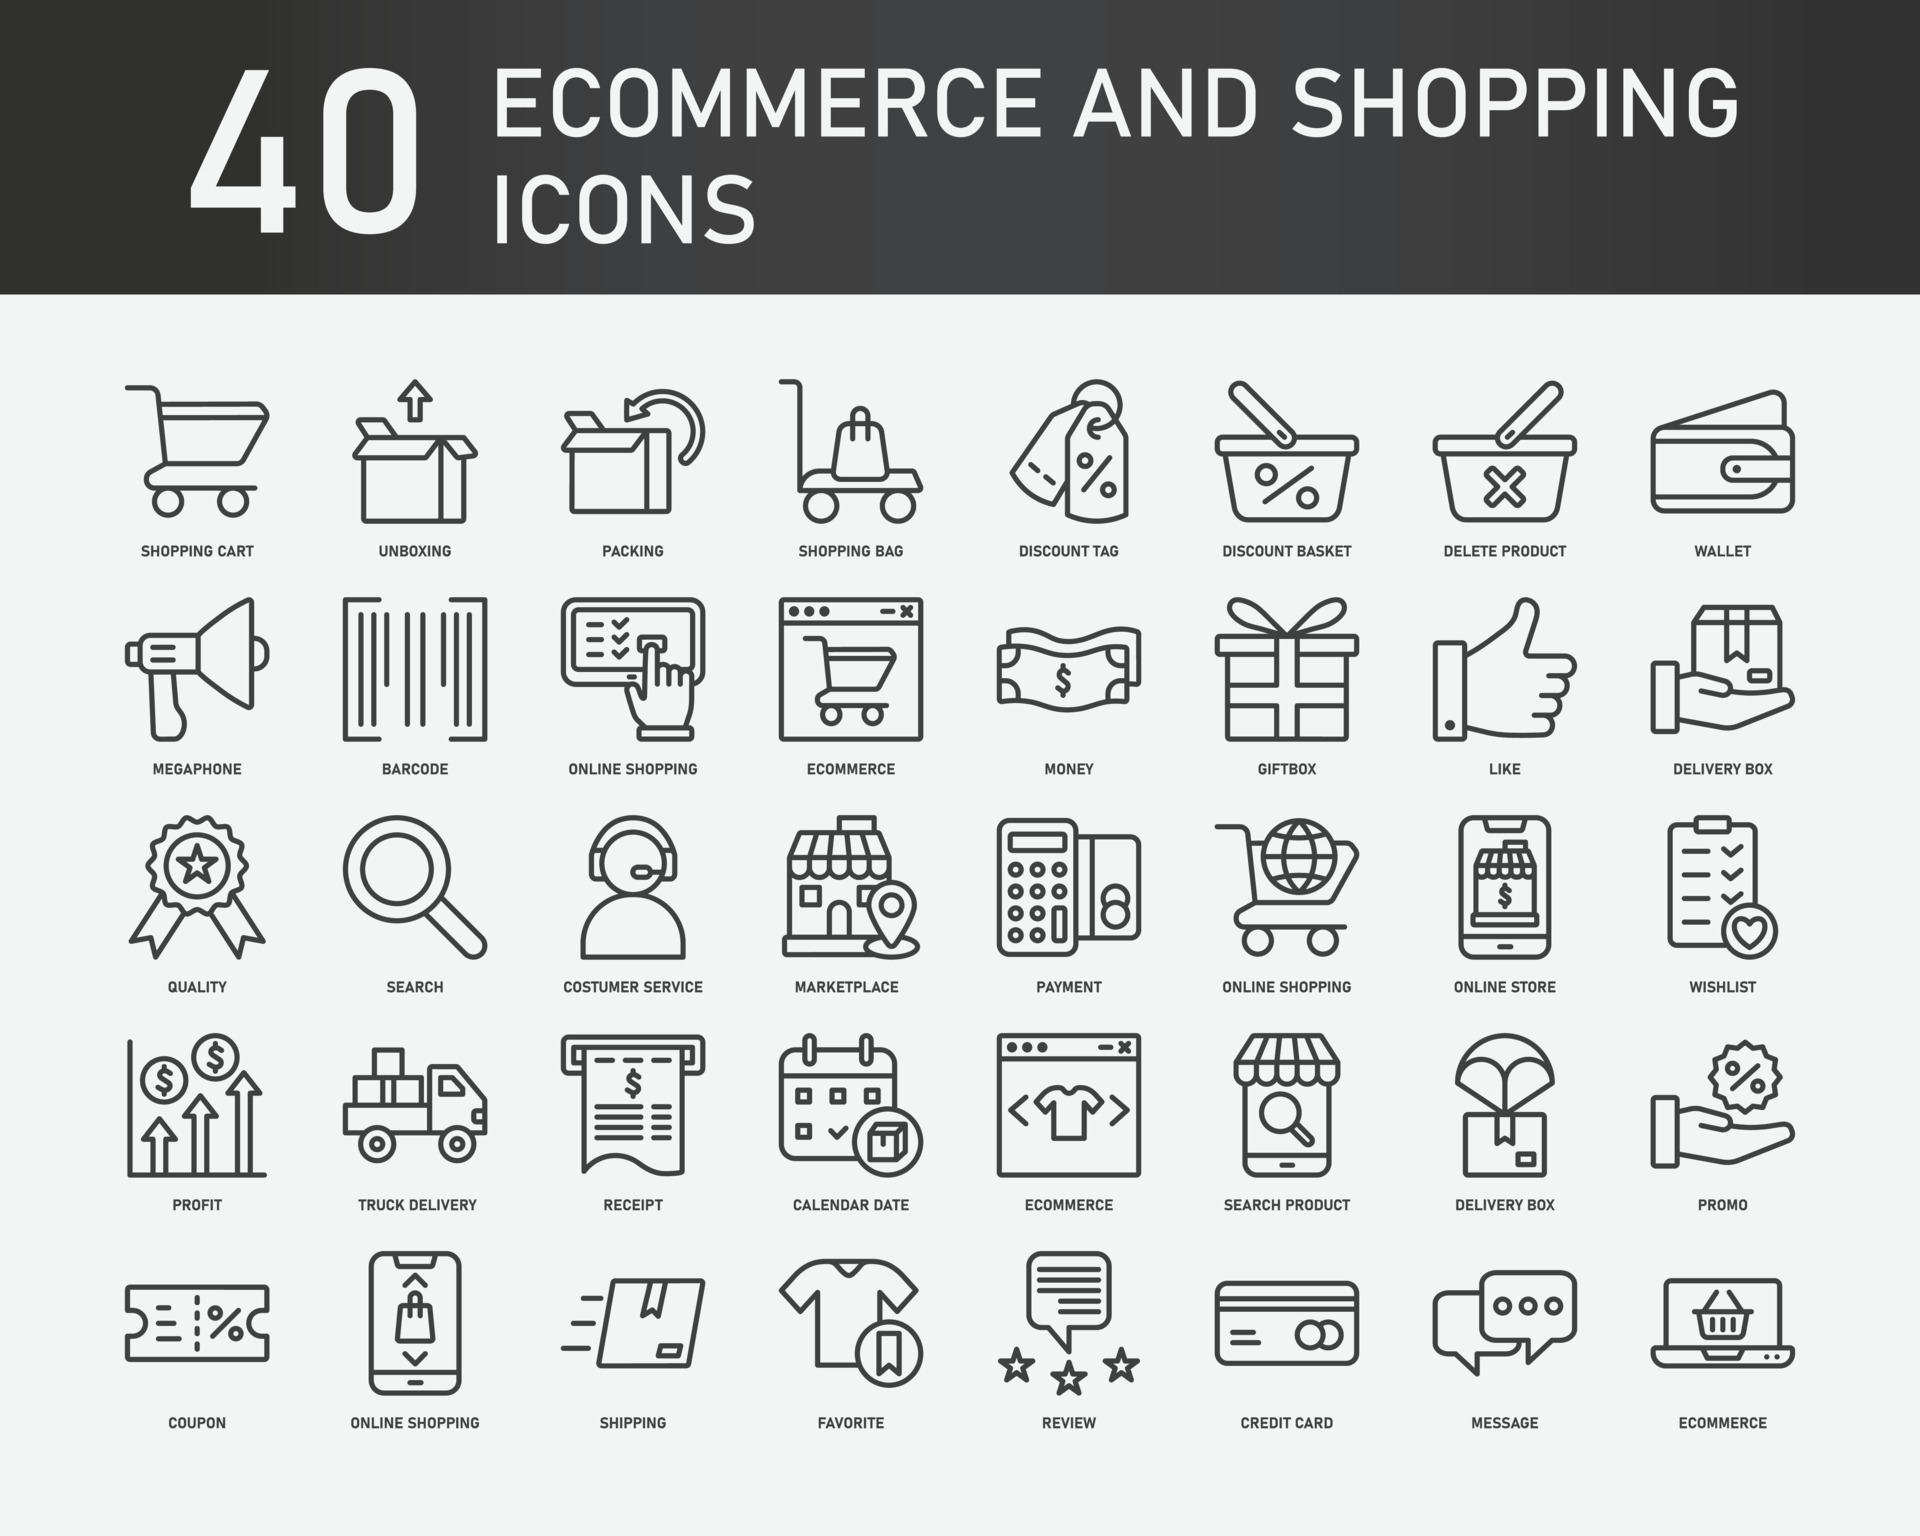 40
ECOMMERCE AND SHOPPING
ICONS
SHOPPING CART
UNBOXING
PACKING
SHOPPING BAG
DISCOUNT TAG
DISCOUNT BASKET
DELETE PRODUCT
WALLET
MEGAPHONE
BARCODE
ONLINE SHOPPING
ECOMMERCE
$
MONEY
GIFTBOX
LIKE
DELIVERY BOX
% 
%
%
QUALITY
SEARCH
COSTUMER SERVICE
MARKETPLACE
PAYMENT
ONLINE SHOPPING
$
ONLINE STORE
WISHLIST
$
$
PROFIT
TRUCK DELIVERY
$
RECEIPT
CALENDAR DATE
ECOMMERCE
SEARCH PRODUCT
DELIVERY BOX
%
PROMO
COUPON
ONLINE SHOPPING
SHIPPING
FAVORITE
REVIEW
CREDIT CARD
MESSAGE
ECOMMERCE